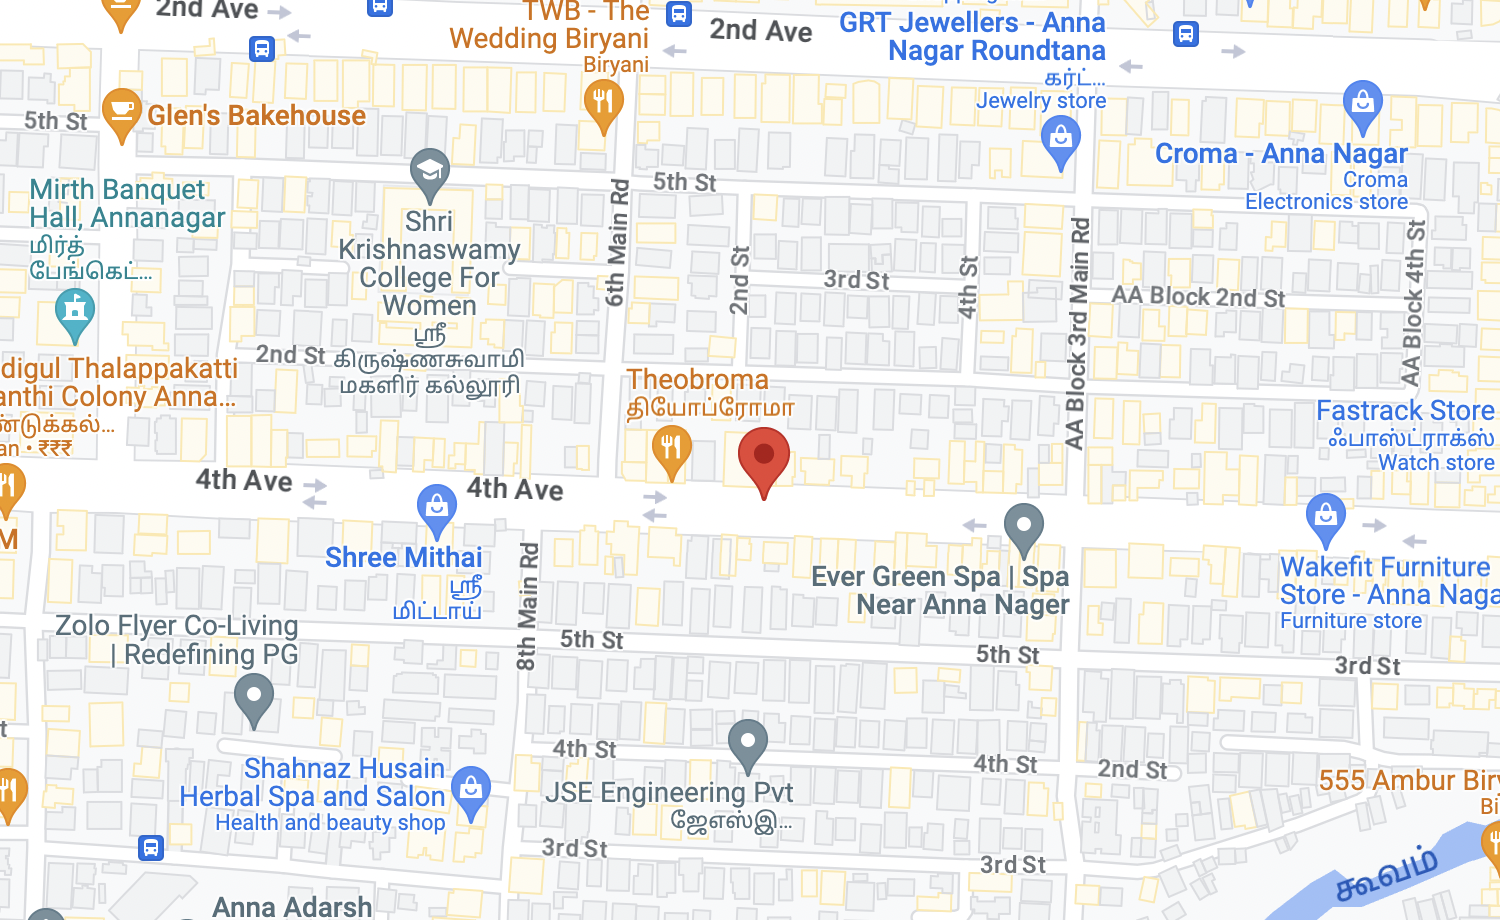 2nd Ave
TWB - The
Wedding Biryani
Biryani
2nd Ave
GRT Jewellers - Anna
Nagar Roundtana
கர்ட்...
Jewelry store
5th St
Glen's Bakehouse
Croma - Anna Nagar
Croma
Electronics store
Mirth Banquet
Hall, Annanagar
மிர்த்
பேங்கெட்...
Shri
Krishnaswamy
College For
Women
ஸ்ரீ
கிருஷ்ணசுவாமி
மகளிர் கல்லூரி
5th St
6th Main Rd
2nd St
3rd St
4th St
AA Block 3rd Main Rd
AA Block 2nd St
AA Block 4th St
2nd St
digul Thalappakatti
anthi Colony Anna...
ண்டுக்கல்...
an • ₹₹₹
Theobroma
தியோப்ரோமா
Fastrack Store
ஃபாஸ்ட்ராக்ஸ்
Watch store
4th Ave
4th Ave
M
Shree Mithai
ஸ்ரீ
மிட்டாய்
8th Main Rd
Ever Green Spa | Spa
Near Anna Nager
Wakefit Furniture
Store - Anna Naga
Furniture store
Zolo Flyer Co-Living
| Redefining PG
5th St
5th St
3rd St
t
4th St
4th St
2nd St
Shahnaz Husain
Herbal Spa and Salon
Health and beauty shop
JSE Engineering Pvt
ஜேஎஸ்இ...
555 Ambur Biry
Bi
3rd St
3rd St
கூவம்
Anna Adarsh